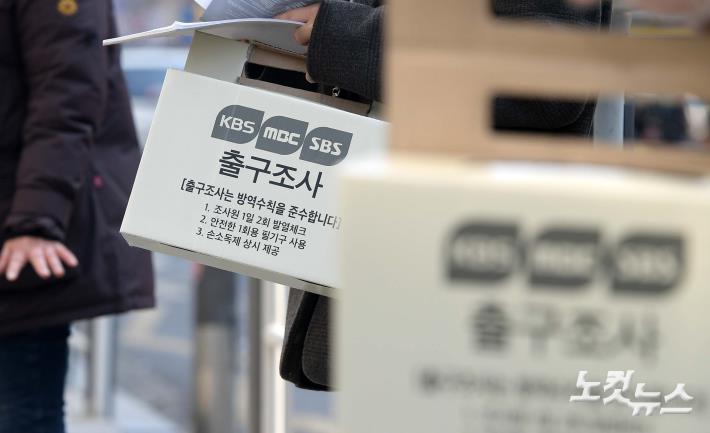 KBS MBC SBS
출구조사
[출구조사는 방역수칙을 준수합니다]
1. 조사원 1일 2회 발열체크
2. 안전한 1회용 필기구 사용
3. 손소독제 상시 제공
KBS MBC SBS
출구조사
노컷뉴스